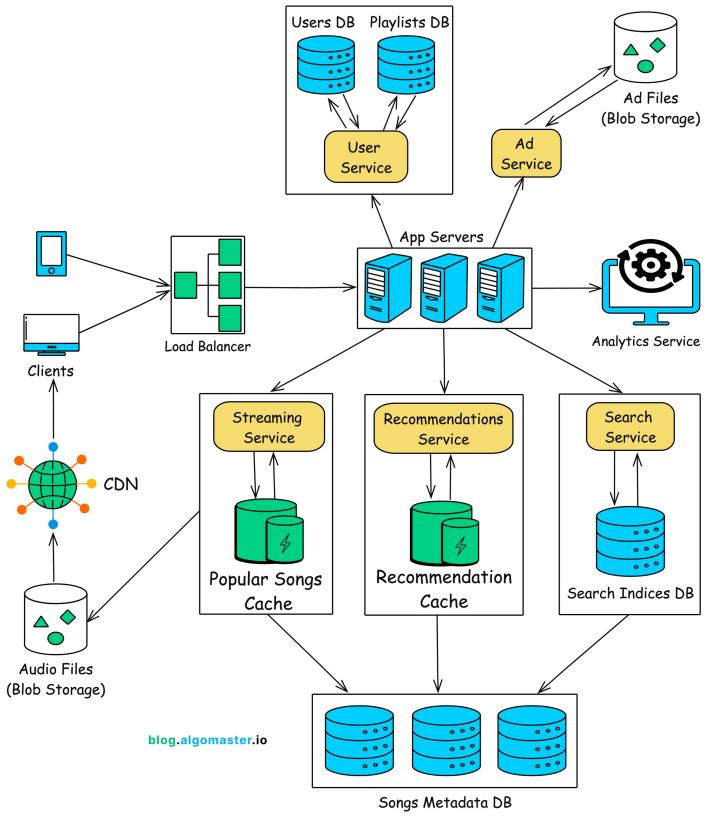 Users DB
Playlists DB
User
Service
Ad
Service
Ad Files
(Blob Storage)
App Servers
Load Balancer
Analytics Service
Clients
CDN
Streaming
Service
Recommendations
Service
Search
Service
Popular Songs
Cache
Recommendation
Cache
Search Indices DB
Audio Files
(Blob Storage)
blog.algomaster.io
Songs Metadata DB